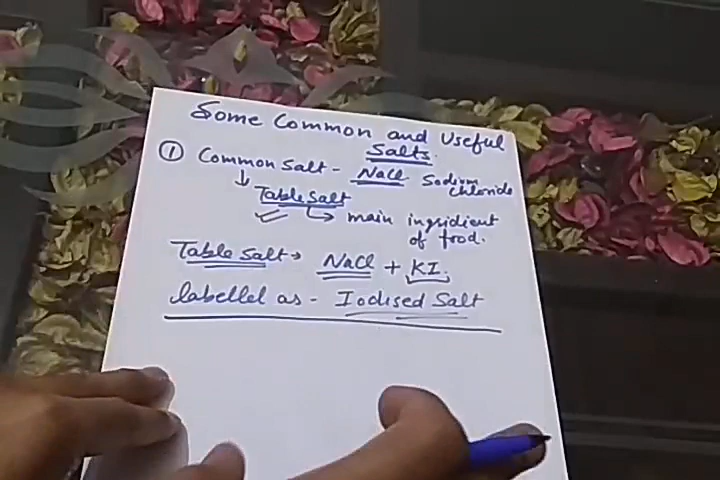 Some Common and Useful
Salts.
① Common Salt - NaCl Sodium
chloride
↓
Table Salt
↳ main ingridient
of food.
Table Salt → NaCl + KI.
labellel as - Iodised Salt